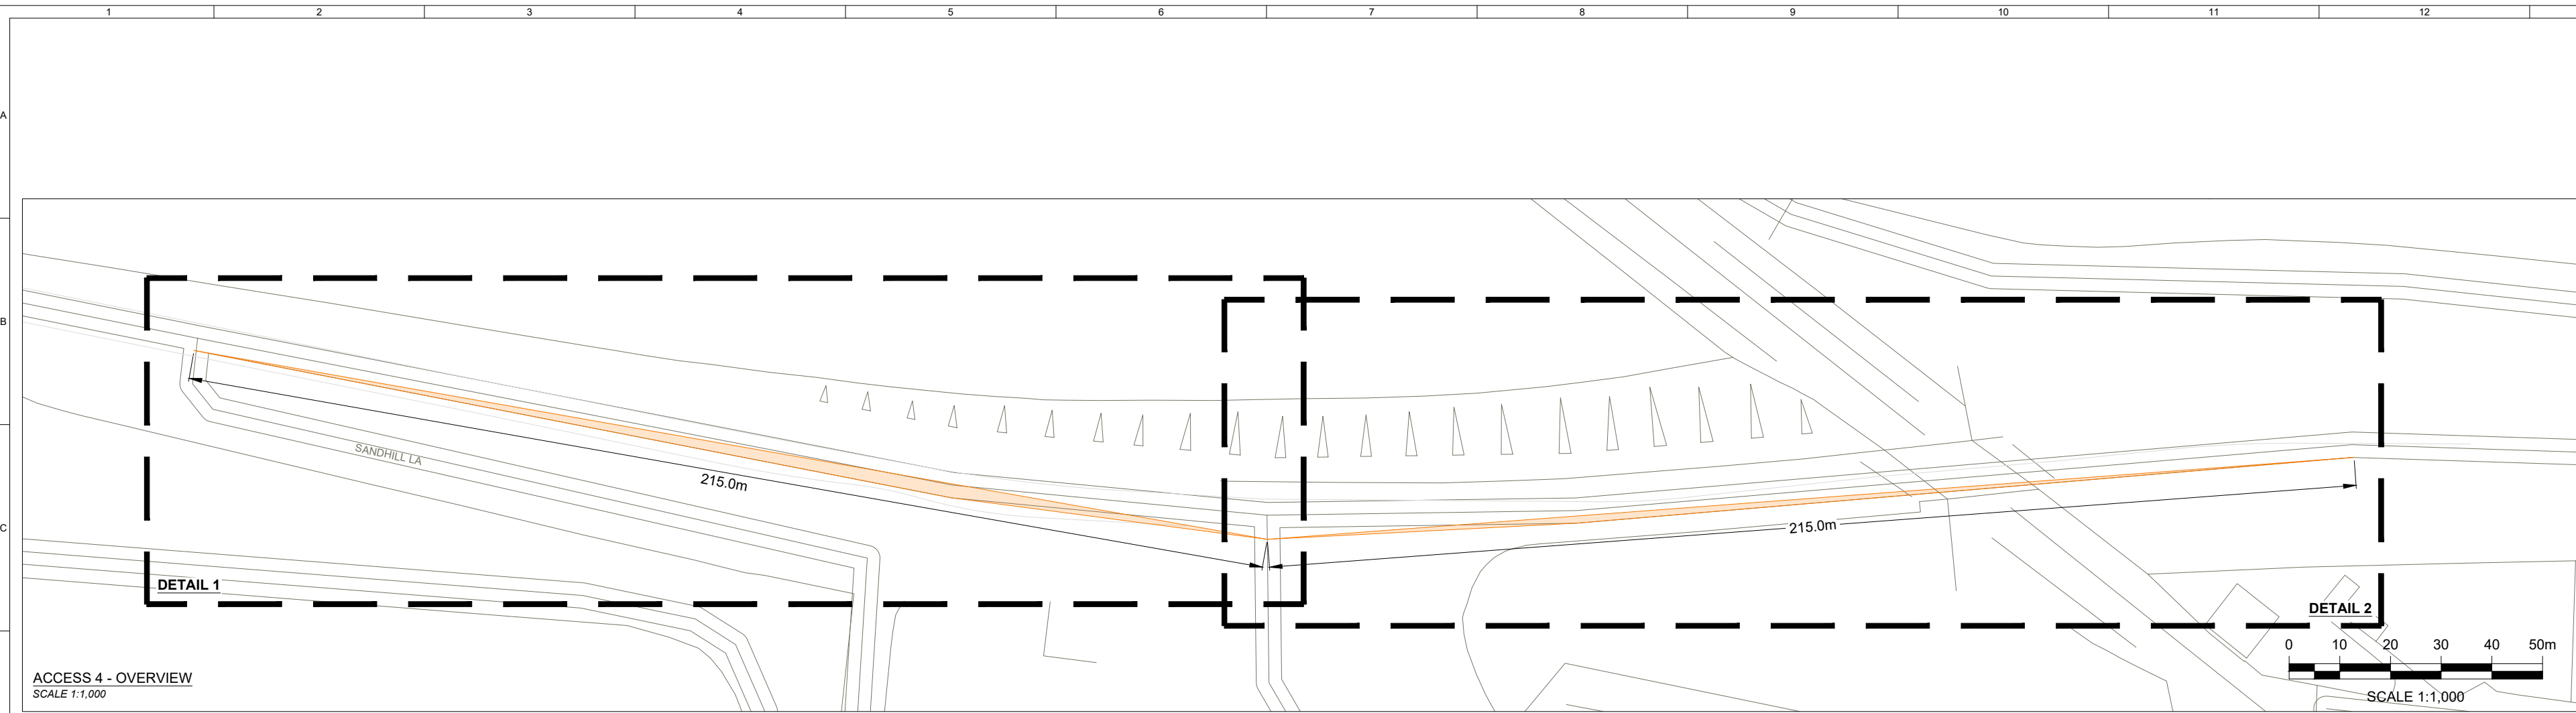 1 2 3 4 5 6 7 8 9 10 11 12
A
B
SANDHILL LA
215.0m
C
215.0m
DETAIL 1
DETAIL 2
0 10 20 30 40 50m
ACCESS 4 - OVERVIEW
SCALE 1:1,000
SCALE 1:1,000